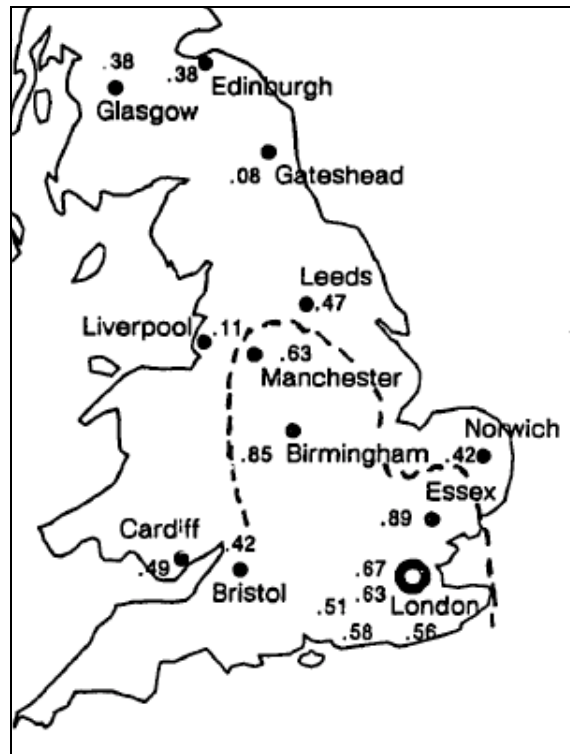 .38
.38
Edinburgh
Glasgow
.08 Gateshead
Leeds
.47
Liverpool .11
.63
Manchester
Norwich
.85 Birmingham .42
Essex
.89
Cardiff
.42
.49
Bristol
.67
.63 London
.51
.58 .56